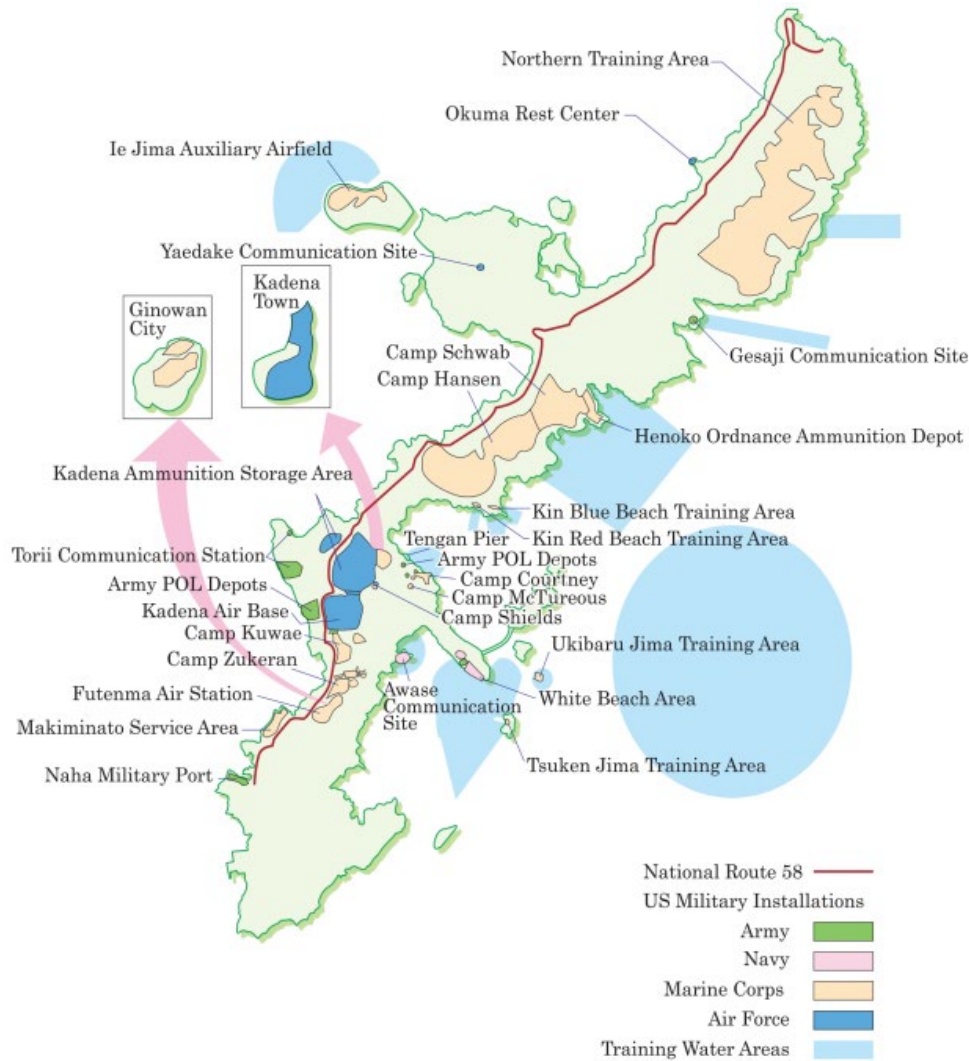 Northern Training Area
Okuma Rest Center
Ie Jima Auxiliary Airfield
Yaedake Communication Site
Kadena
Town
Ginowan
City
Gesaji Communication Site
Camp Schwab
Camp Hansen
Henoko Ordnance Ammunition Depot
Kadena Ammunition Storage Area
Kin Blue Beach Training Area
Kin Red Beach Training Area
Tengan Pier
Torii Communication Station
Army POL Depots
Camp Courtney
Army POL Depots
Camp McTureous
Kadena Air Base
Camp Shields
Camp Kuwae
Ukibaru Jima Training Area
Camp Zukeran
Futenma Air Station
Awase
Communication
Site
White Beach Area
Makiminato Service Area
Tsuken Jima Training Area
Naha Military Port
National Route 58
US Military Installations
Army
Navy
Marine Corps
Air Force
Training Water Areas